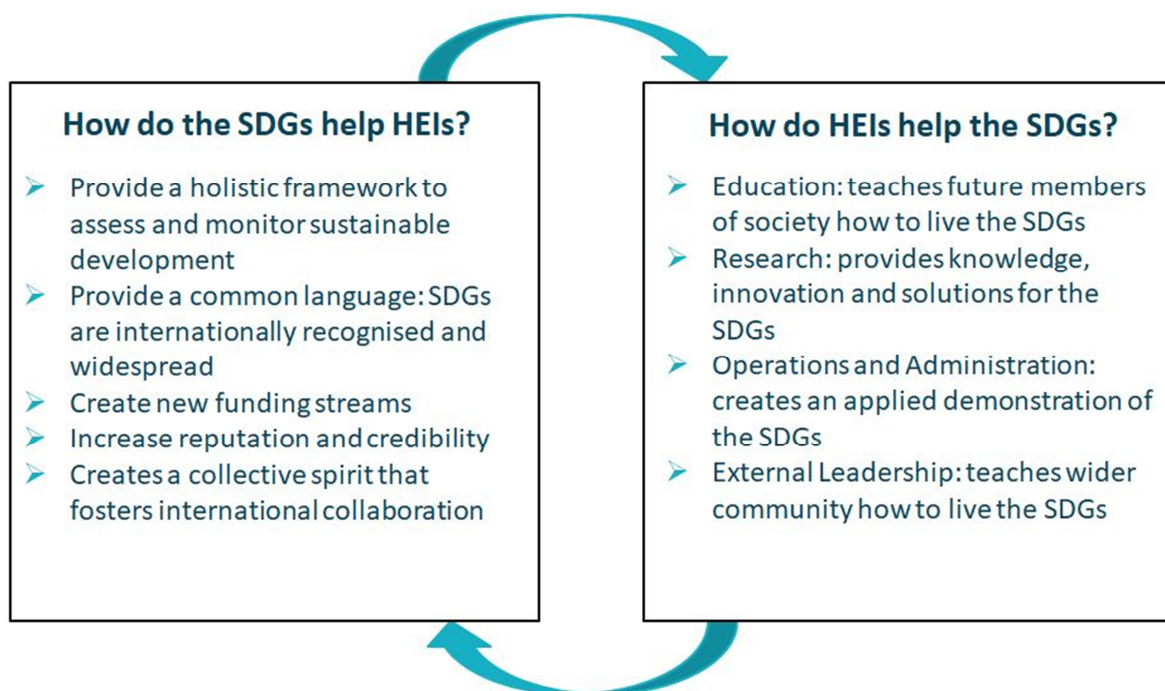 How do the SDGs help HEIs?
➢ Provide a holistic framework to
assess and monitor sustainable
development
➢ Provide a common language: SDGs
are internationally recognised and
widespread
➢ Create new funding streams
➢ Increase reputation and credibility
➢ Creates a collective spirit that
fosters international collaboration
How do HEIs help the SDGs?
➢ Education: teaches future members
of society how to live the SDGs
➢ Research: provides knowledge,
innovation and solutions for the
SDGs
➢ Operations and Administration:
creates an applied demonstration of
the SDGs
➢ External Leadership: teaches wider
community how to live the SDGs